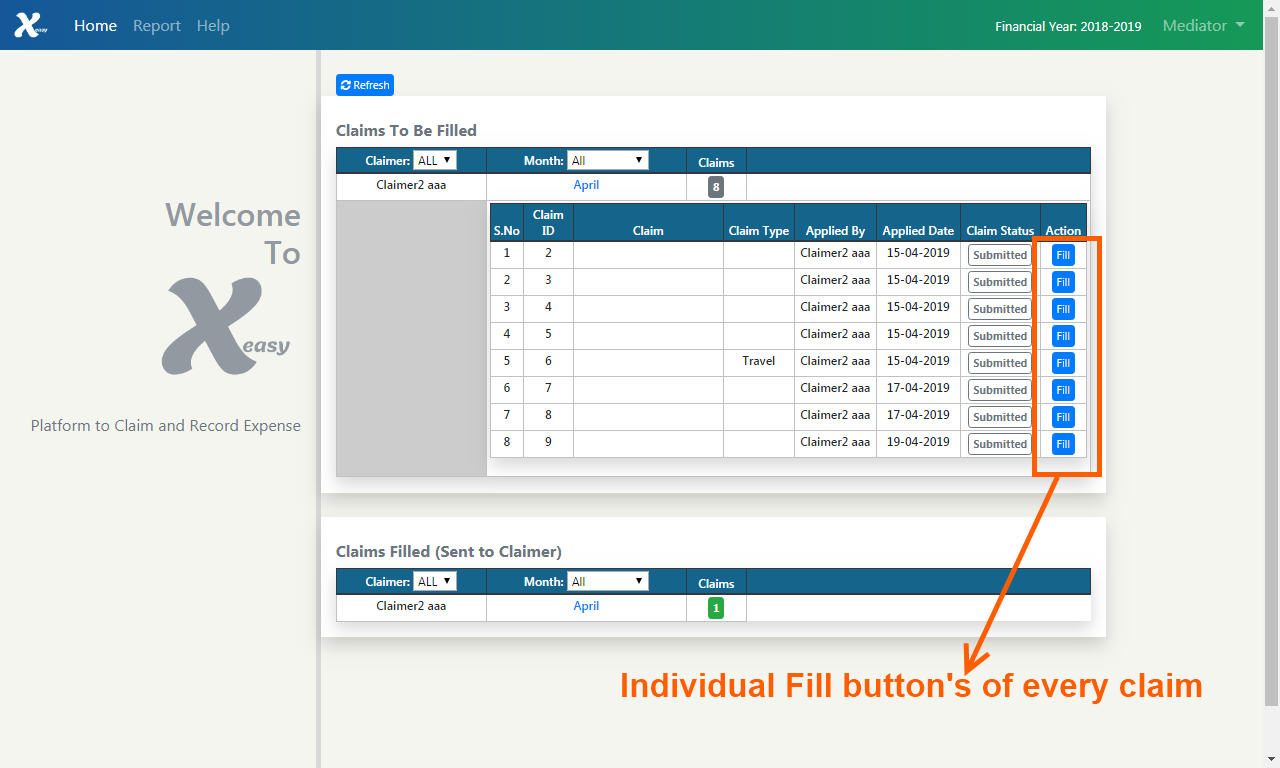 X easy Home Report Help Financial Year: 2018-2019 Mediator
Refresh
Claims To Be Filled
Claimer: ALL Month: All Claims
Claimer2 aaa April 8
S.No Claim ID Claim Claim Type Applied By Applied Date Claim Status Action
1 2 Claimer2 aaa 15-04-2019 Submitted Fill
2 3 Claimer2 aaa 15-04-2019 Submitted Fill
3 4 Claimer2 aaa 15-04-2019 Submitted Fill
4 5 Claimer2 aaa 15-04-2019 Submitted Fill
5 6 Travel Claimer2 aaa 15-04-2019 Submitted Fill
6 7 Claimer2 aaa 17-04-2019 Submitted Fill
7 8 Claimer2 aaa 17-04-2019 Submitted Fill
8 9 Claimer2 aaa 19-04-2019 Submitted Fill
Welcome
To
X easy
Platform to Claim and Record Expense
Claims Filled (Sent to Claimer)
Claimer: ALL Month: All Claims
Claimer2 aaa April 1
Individual Fill button's of every claim